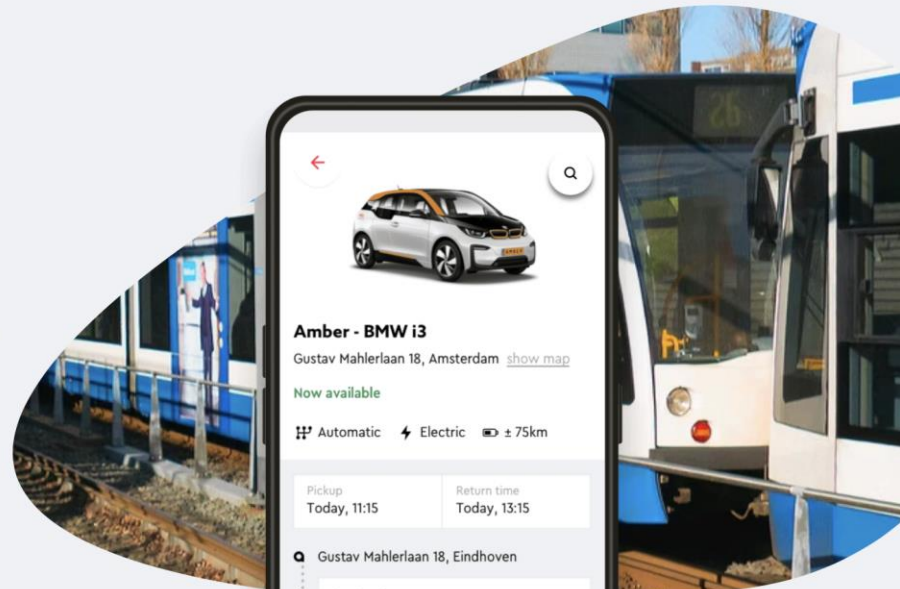 26
Amber - BMW i3
Gustav Mahlerlaan 18, Amsterdam show map
Now available
Automatic Electric ± 75km
Pickup Return time
Today, 11:15 Today, 13:15
Gustav Mahlerlaan 18, Eindhoven